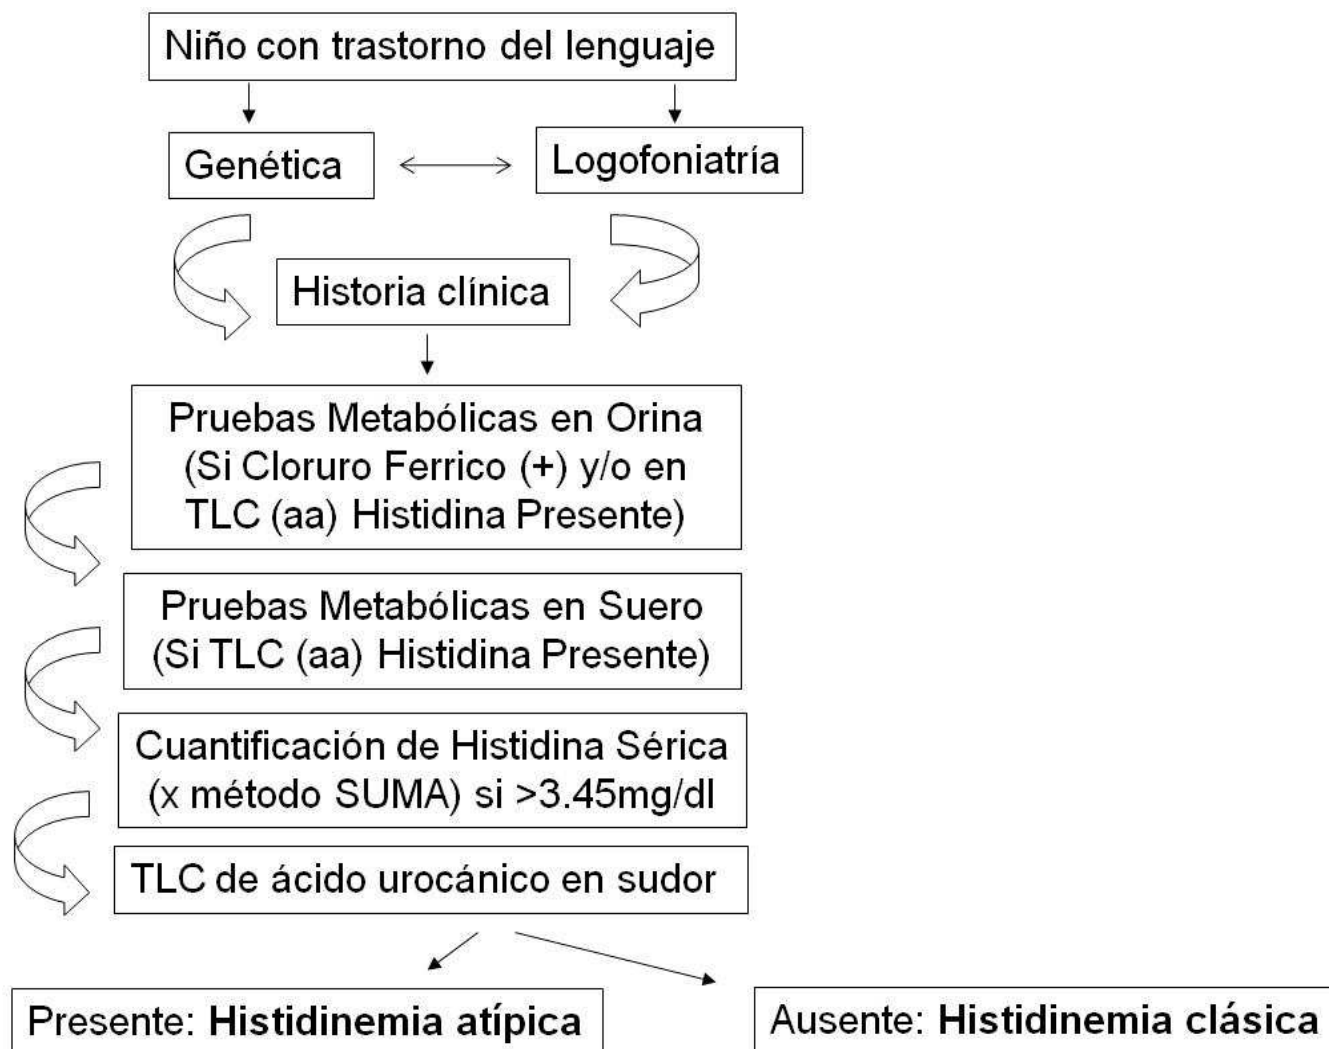 Niño con trastorno del lenguaje
Genética
Logofoniatría
Historia clínica
Pruebas Metabólicas en Orina
(Si Cloruro Ferrico (+) y/o en
TLC (aa) Histidina Presente)
Pruebas Metabólicas en Suero
(Si TLC (aa) Histidina Presente)
Cuantificación de Histidina Sérica
(x método SUMA) si >3.45mg/dl
TLC de ácido urocánico en sudor
Presente: Histidinemia atípica
Ausente: Histidinemia clásica